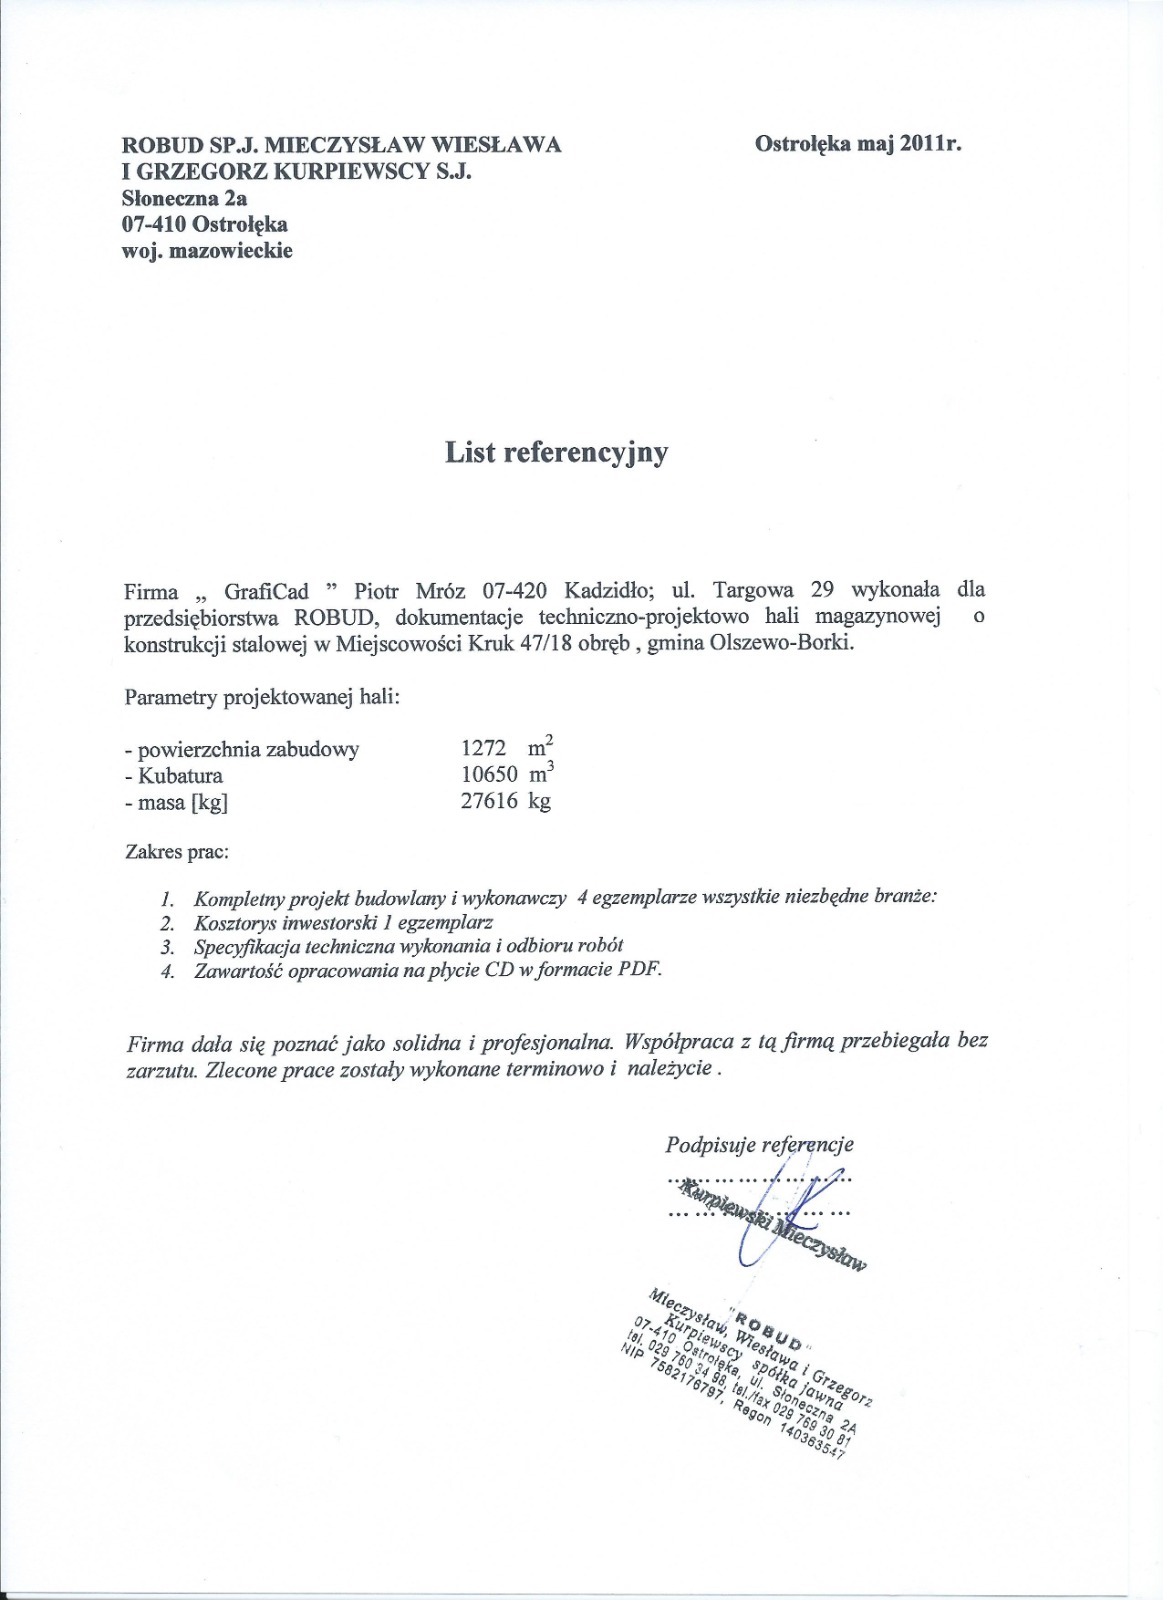 ROBUD SP.J. MIECZYSŁAW WIESŁAWA Ostrołęka maj 2011r.
I GRZEGORZ KURPIEWSCY S.J.
Słoneczna 2a
07-410 Ostrołęka
woj. mazowieckie
List referencyjny
Firma „ GrafiCad ” Piotr Mróz 07-420 Kadzidło; ul. Targowa 29 wykonała dla
przedsiębiorstwa ROBUD, dokumentacje techniczno-projektowo hali magazynowej o
konstrukcji stalowej w Miejscowości Kruk 47/18 obręb , gmina Olszewo-Borki.
Parametry projektowanej hali:
- powierzchnia zabudowy 1272 m²
- Kubatura 10650 m³
- masa [kg] 27616 kg
Zakres prac:
1. Kompletny projekt budowlany i wykonawczy 4 egzemplarze wszystkie niezbędne branże:
2. Kosztorys inwestorski 1 egzemplarz
3. Specyfikacja techniczna wykonania i odbioru robót
4. Zawartość opracowania na płycie CD w formacie PDF.
Firma dała się poznać jako solidna i profesjonalna. Współpraca z tą firmą przebiegała bez
zarzutu. Zlecone prace zostały wykonane terminowo i należycie .
Podpisuje referencje
Kurpiewski Mieczysław
"ROBUD"
Mieczysław, Wiesława i Grzegorz
Kurpiewscy spółka jawna
07-410 Ostrołęka, ul. Słoneczna 2A
tel. 029 760 34 98, tel./fax 029 769 30 81
NIP 7582176797, Regon 140363547